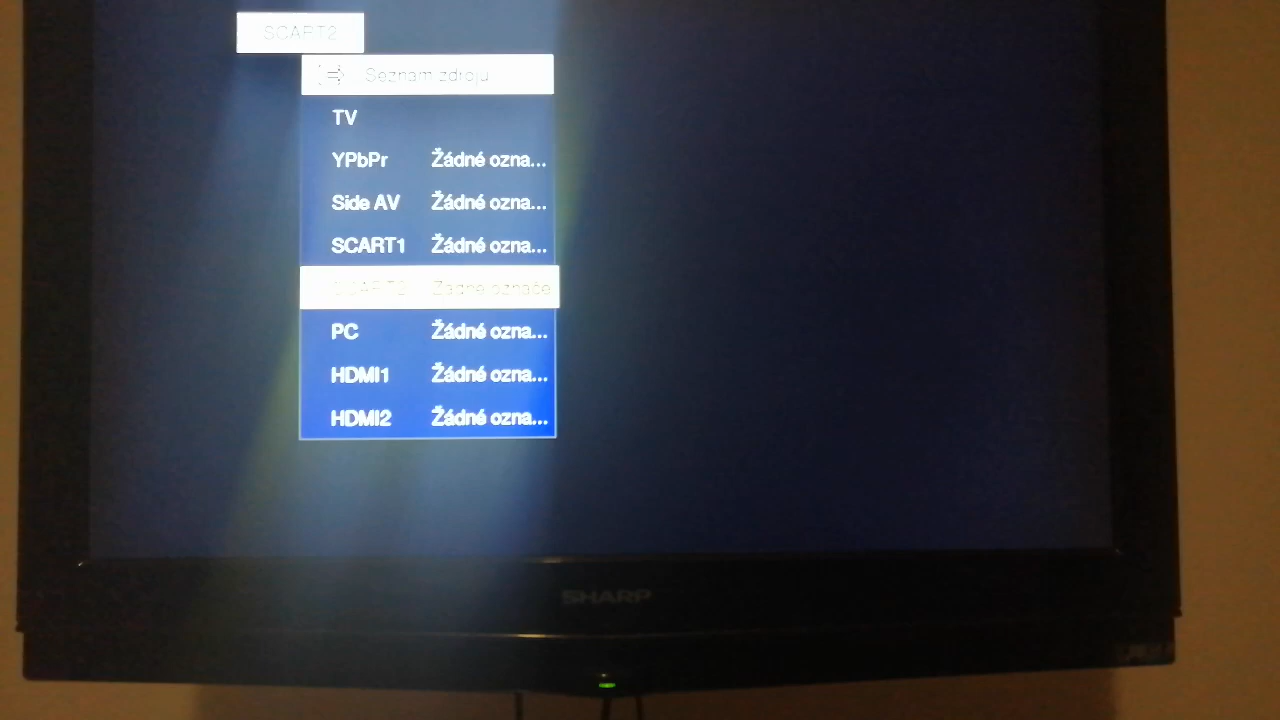 SCART2
Seznam zdrojů
TV
YPbPr Žádné ozna...
Side AV Žádné ozna...
SCART1 Žádné ozna...
SCART2 Žádné označe
PC Žádné ozna...
HDMI1 Žádné ozna...
HDMI2 Žádné ozna...
SHARP